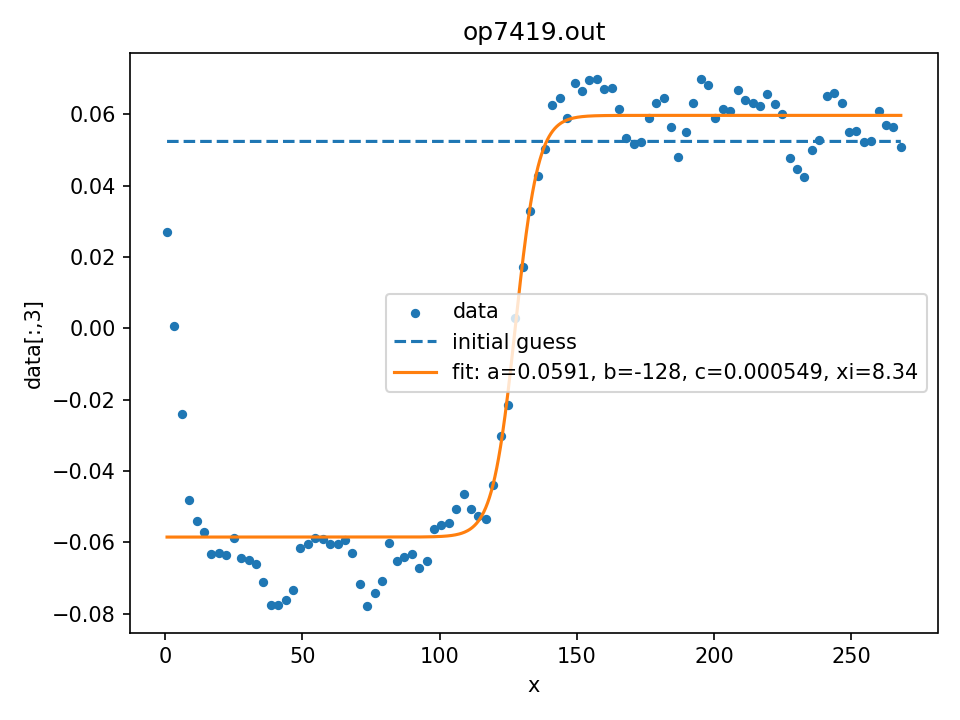 op7419.out
0.06
0.04
0.02
0.00
−0.02
−0.04
−0.06
−0.08
data[:,3]
data
initial guess
fit: a=0.0591, b=-128, c=0.000549, xi=8.34
0 50 100 150 200 250
x